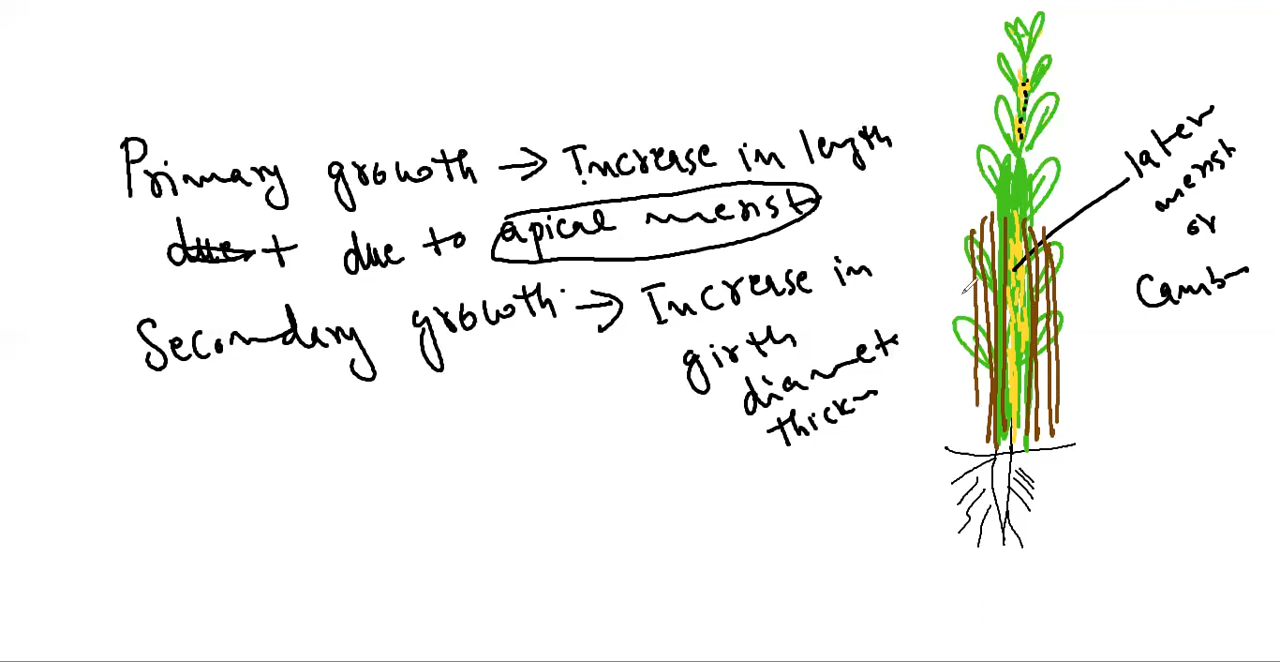 Primary growth → Increase in length
due to apical merist
Secondary growth → Increase in
girth
diamet
thick
later
merist
or
Camb